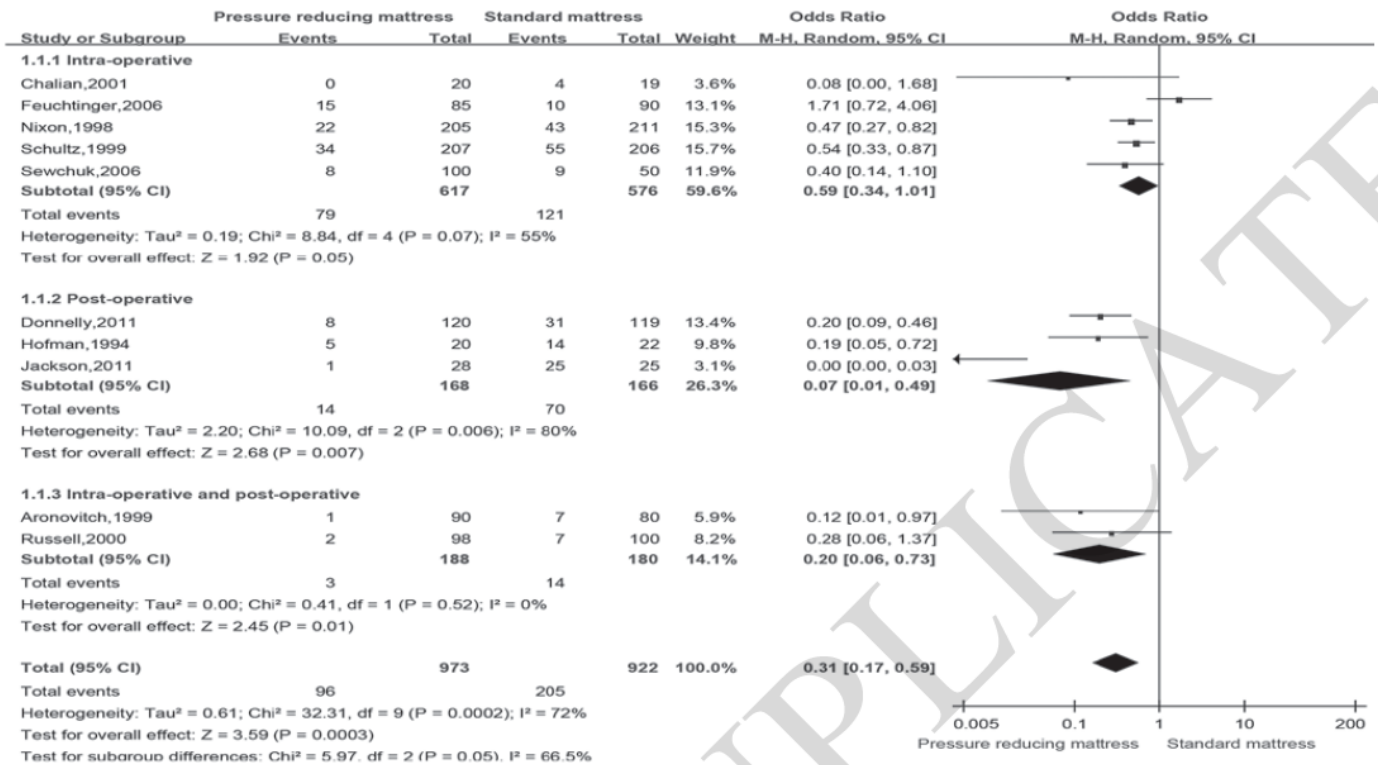 Pressure reducing mattress Standard mattress Odds Ratio Odds Ratio
Study or Subgroup Events Total Events Total Weight M-H, Random, 95% CI M-H, Random, 95% CI
1.1.1 Intra-operative
Chalian,2001 0 20 4 19 3.6% 0.08 [0.00, 1.68]
Feuchtinger,2006 15 85 10 90 13.1% 1.71 [0.72, 4.06]
Nixon,1998 22 205 43 211 15.3% 0.47 [0.27, 0.82]
Schultz,1999 34 207 55 206 15.7% 0.54 [0.33, 0.87]
Sewchuk,2006 8 100 9 50 11.9% 0.40 [0.14, 1.10]
Subtotal (95% CI) 617 576 59.6% 0.59 [0.34, 1.01]
Total events 79 121
Heterogeneity: Tau² = 0.19; Chi² = 8.84, df = 4 (P = 0.07); I² = 55%
Test for overall effect: Z = 1.92 (P = 0.05)
1.1.2 Post-operative
Donnelly,2011 8 120 31 119 13.4% 0.20 [0.09, 0.46]
Hofman,1994 5 20 14 22 9.8% 0.19 [0.05, 0.72]
Jackson,2011 1 28 25 25 3.1% 0.00 [0.00, 0.03]
Subtotal (95% CI) 168 166 26.3% 0.07 [0.01, 0.49]
Total events 14 70
Heterogeneity: Tau² = 2.20; Chi² = 10.09, df = 2 (P = 0.006); I² = 80%
Test for overall effect: Z = 2.68 (P = 0.007)
1.1.3 Intra-operative and post-operative
Aronovitch,1999 1 90 7 80 5.9% 0.12 [0.01, 0.97]
Russell,2000 2 98 7 100 8.2% 0.28 [0.06, 1.37]
Subtotal (95% CI) 188 180 14.1% 0.20 [0.06, 0.73]
Total events 3 14
Heterogeneity: Tau² = 0.00; Chi² = 0.41, df = 1 (P = 0.52); I² = 0%
Test for overall effect: Z = 2.45 (P = 0.01)
Total (95% CI) 973 922 100.0% 0.31 [0.17, 0.59]
Total events 96 205
Heterogeneity: Tau² = 0.61; Chi² = 32.31, df = 9 (P = 0.0002); I² = 72%
Test for overall effect: Z = 3.59 (P = 0.0003)
Test for subgroup differences: Chi² = 5.97, df = 2 (P = 0.05), I² = 66.5%
0.005 0.1 1 10 200
Pressure reducing mattress Standard mattress